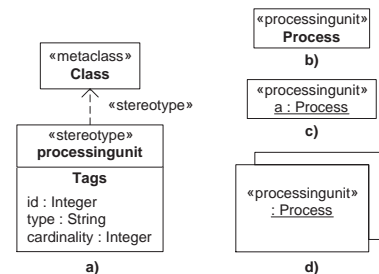 «metaclass»
Class
«stereotype»
«stereotype»
processingunit
Tags
id : Integer
type : String
cardinality : Integer
a)
«processingunit»
Process
b)
«processingunit»
a : Process
c)
«processingunit»
: Process
d)